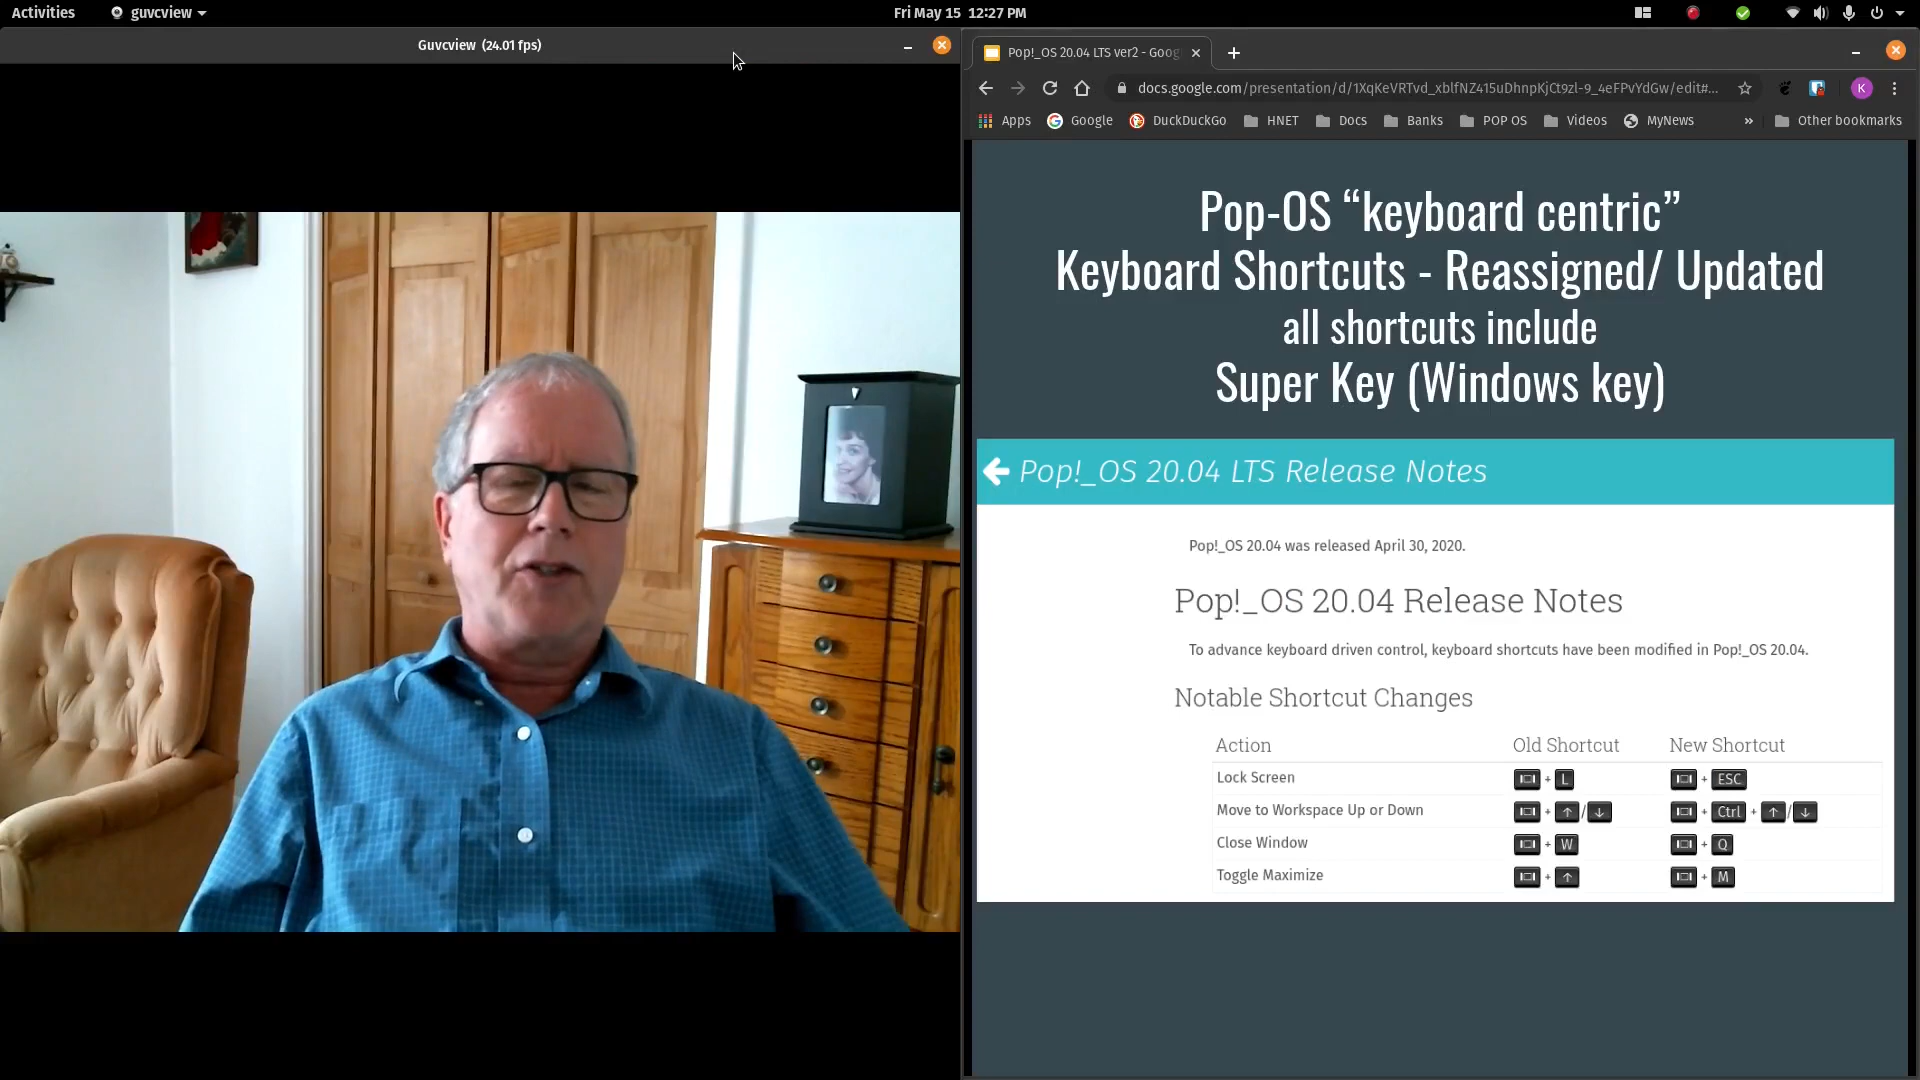 Activities
guvcview
Fri May 15 12:27 PM
Guvcview (24.01 fps)
Pop!_OS 20.04 LTS ver2 - Goog
docs.google.com/presentation/d/1XqKeVRTvd_xblfNZ415uDhnpKjCt9zl-9_4eFPvYdGw/edit#...
K
Apps
Google
DuckDuckGo
HNET
Docs
Banks
POP OS
Videos
MyNews
»
Other bookmarks
Pop-OS “keyboard centric”
Keyboard Shortcuts - Reassigned/ Updated
all shortcuts include
Super Key (Windows key)
Pop!_OS 20.04 LTS Release Notes
Pop!_OS 20.04 was released April 30, 2020.
Pop!_OS 20.04 Release Notes
To advance keyboard driven control, keyboard shortcuts have been modified in Pop!_OS 20.04.
Notable Shortcut Changes
Action Old Shortcut New Shortcut
Lock Screen + L + ESC
Move to Workspace Up or Down + ↑ / ↓ + Ctrl + ↑ / ↓
Close Window + W + Q
Toggle Maximize + ↑ + M